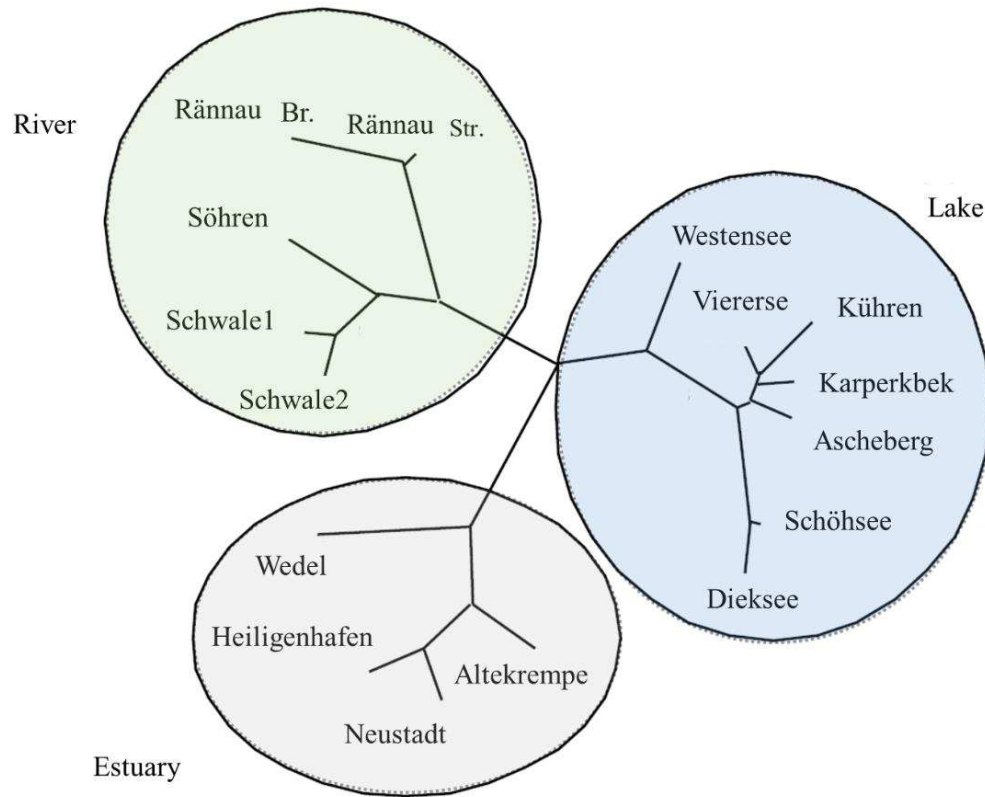 River
Rännau Br.
Rännau Str.
Söhren
Schwale1
Schwale2
Lake
Westensee
Viererse
Kühren
Karperkbek
Ascheberg
Schöhsee
Dieksee
Wedel
Heiligenhafen
Altekrempe
Neustadt
Estuary